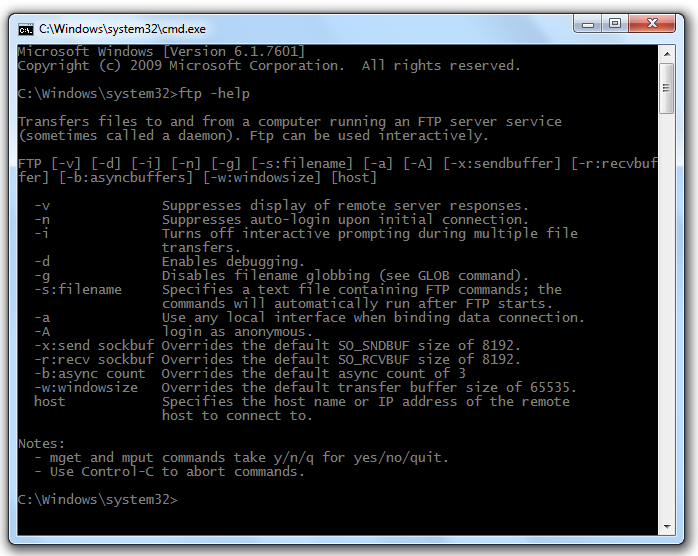 C:\Windows\system32\cmd.exe
Microsoft Windows [Version 6.1.7601]
Copyright (c) 2009 Microsoft Corporation.  All rights reserved.
C:\Windows\system32>ftp -help
Transfers files to and from a computer running an FTP server service
(sometimes called a daemon). Ftp can be used interactively.
FTP [-v] [-d] [-i] [-n] [-g] [-s:filename] [-a] [-A] [-x:sendbuffer] [-r:recvbuf
fer] [-b:asyncbuffers] [-w:windowsize] [host]
  -v              Suppresses display of remote server responses.
  -n              Suppresses auto-login upon initial connection.
  -i              Turns off interactive prompting during multiple file
                  transfers.
  -d              Enables debugging.
  -g              Disables filename globbing (see GLOB command).
  -s:filename     Specifies a text file containing FTP commands; the
                  commands will automatically run after FTP starts.
  -a              Use any local interface when binding data connection.
  -A              login as anonymous.
  -x:send sockbuf Overrides the default SO_SNDBUF size of 8192.
  -r:recv sockbuf Overrides the default SO_RCVBUF size of 8192.
  -b:async count  Overrides the default async count of 3
  -w:windowsize   Overrides the default transfer buffer size of 65535.
  host            Specifies the host name or IP address of the remote
                  host to connect to.
Notes:
  - mget and mput commands take y/n/q for yes/no/quit.
  - Use Control-C to abort commands.
C:\Windows\system32>